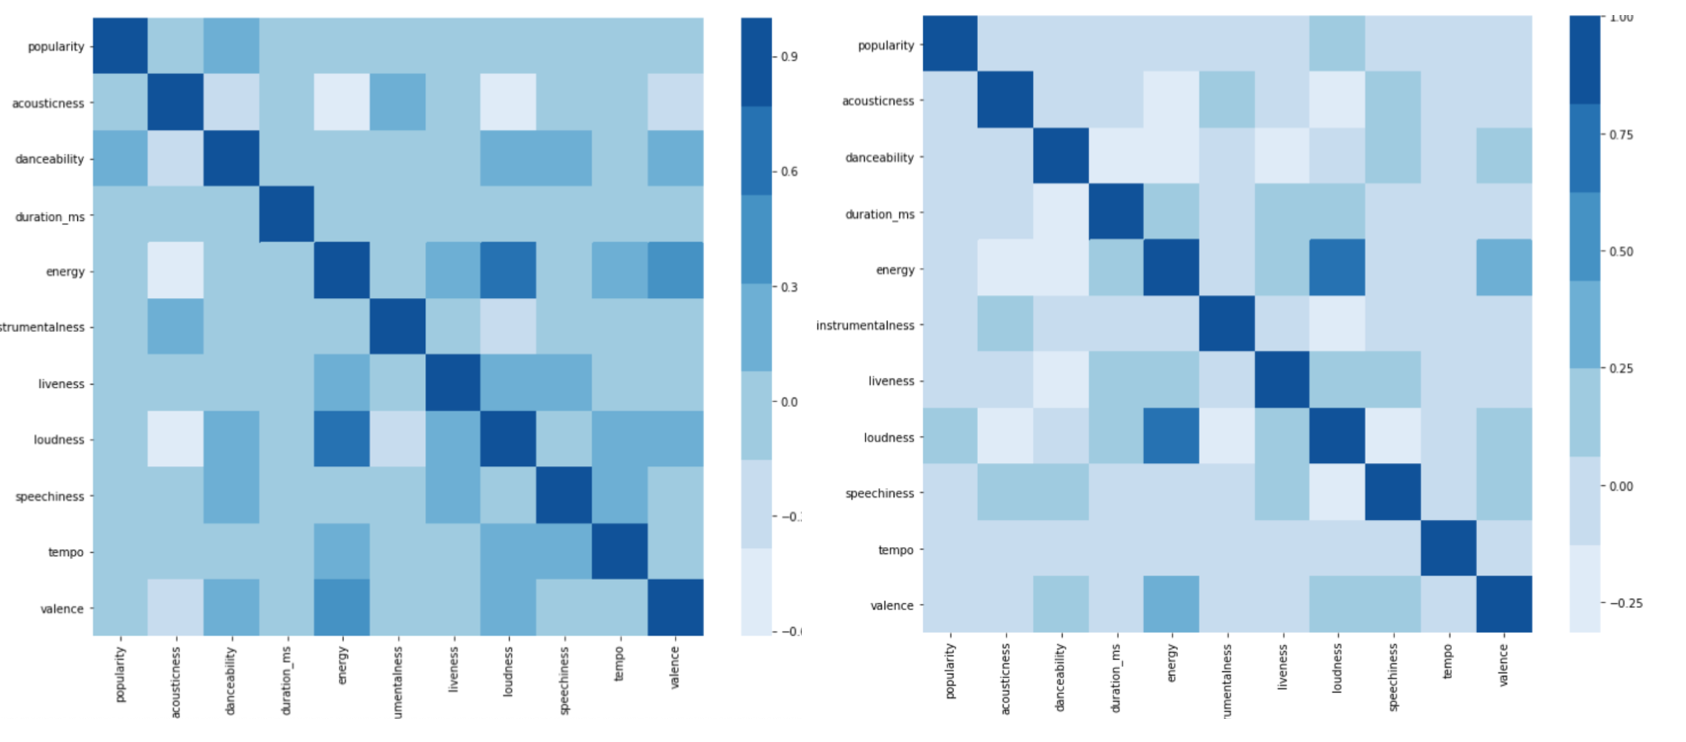 popularity
acousticness
danceability
duration_ms
energy
strumentalness
liveness
loudness
speechiness
tempo
valence
popularity
acousticness
danceability
duration_ms
energy
umentalness
liveness
loudness
speechiness
tempo
valence
0.9
0.6
0.3
0.0
popularity
acousticness
danceability
duration_ms
energy
instrumentalness
liveness
loudness
speechiness
tempo
valence
popularity
acousticness
danceability
duration_ms
energy
rumentalness
liveness
loudness
speechiness
tempo
valence
1.00
0.75
0.50
0.25
0.00
−0.25